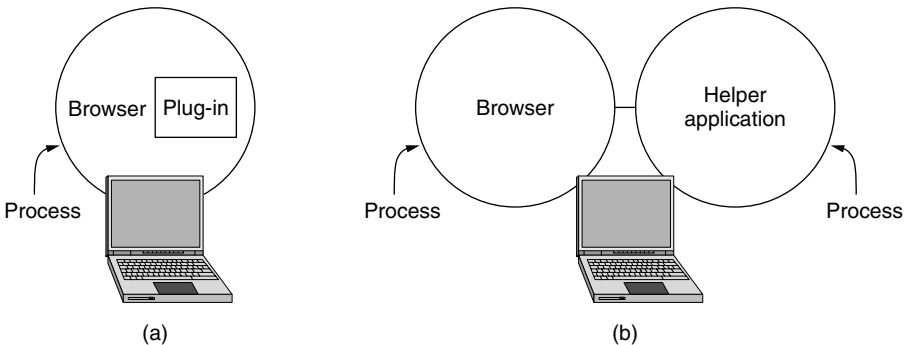 Browser
Plug-in
Process
(a)
Browser
Helper
application
Process
Process
(b)